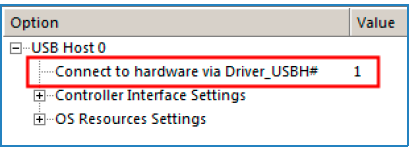 Option Value
USB Host 0
Connect to hardware via Driver_USBH# 1
Controller Interface Settings
OS Resources Settings